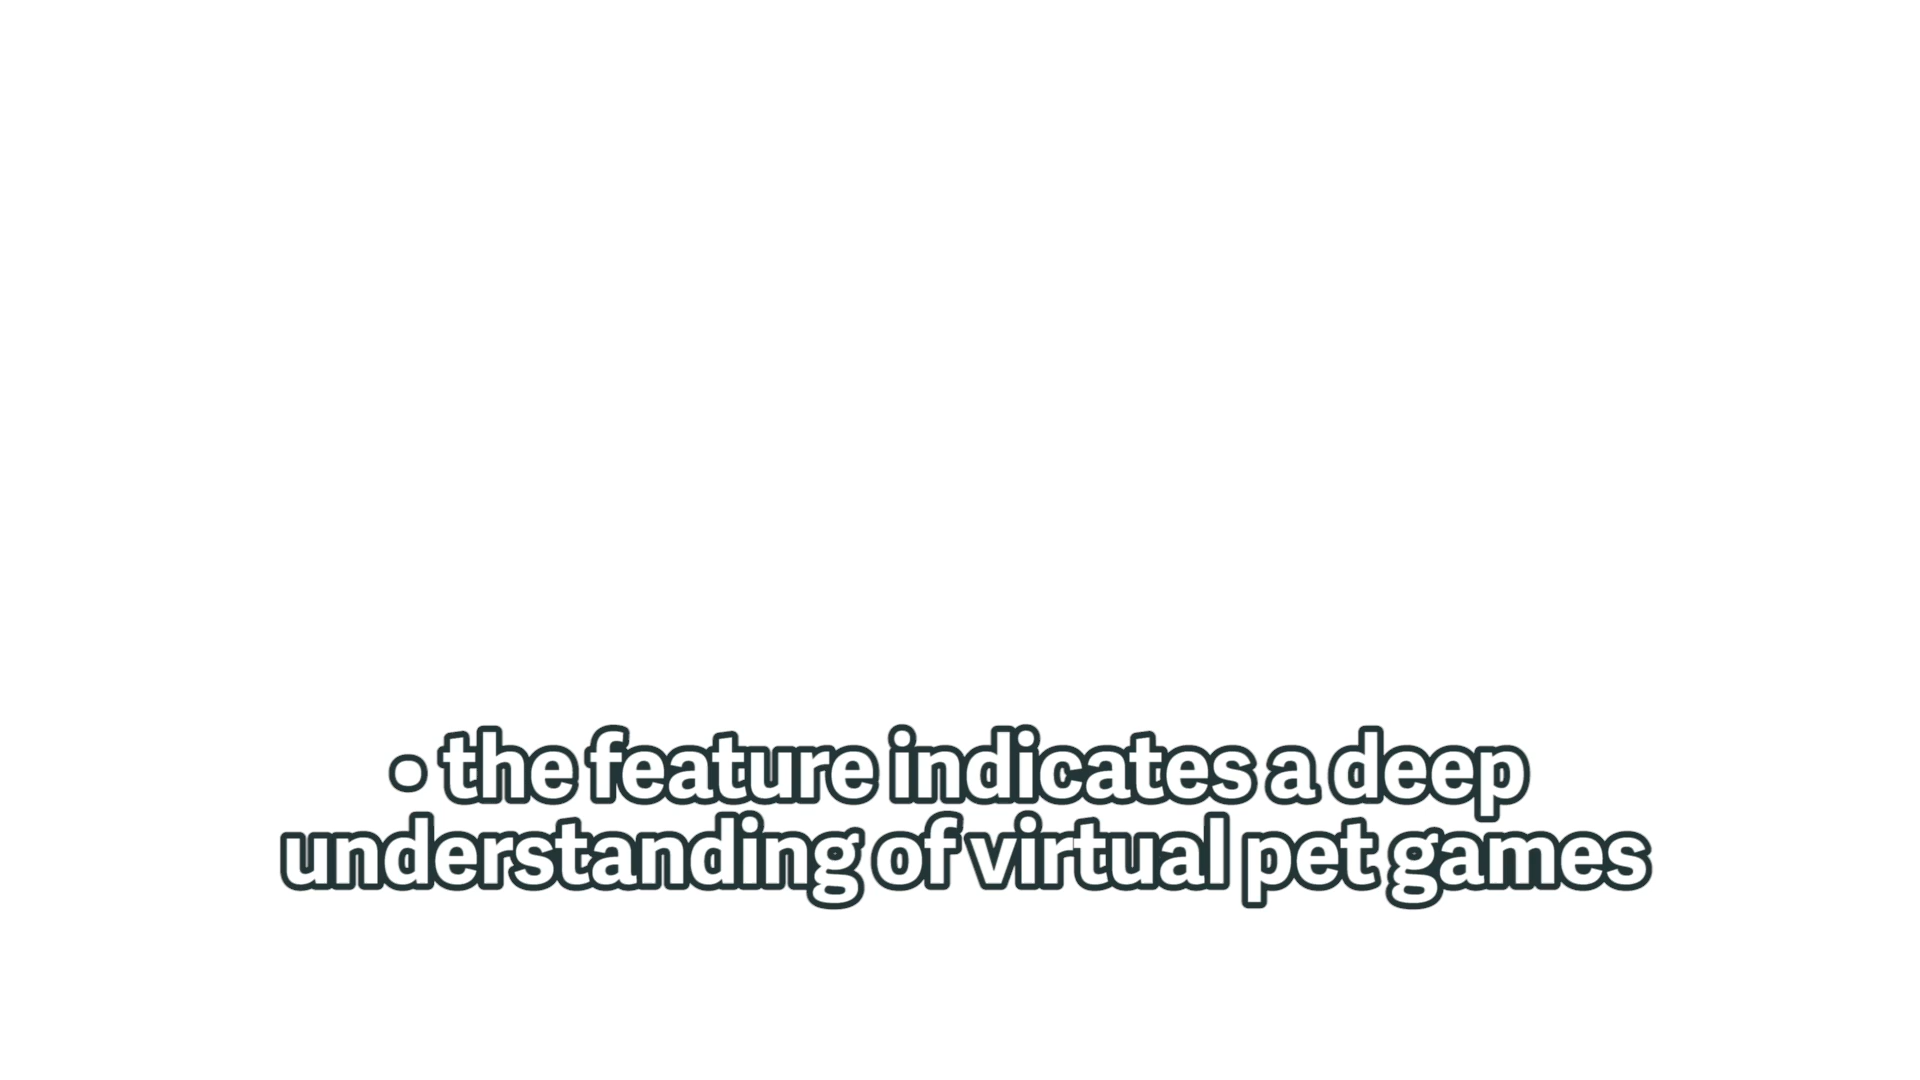 • the feature indicates a deep
understanding of virtual pet games